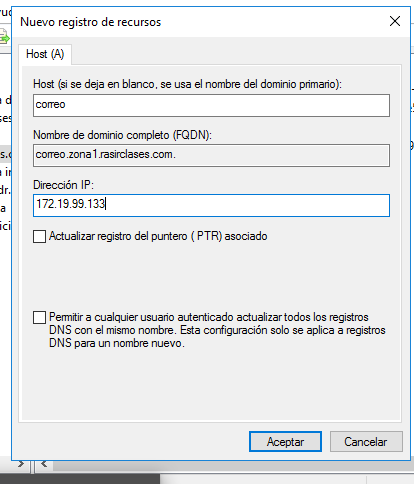 Nuevo registro de recursos
Host (A)
Host (si se deja en blanco, se usa el nombre del dominio primario):
correo
Nombre de dominio completo (FQDN):
correo.zona1.rasirclases.com.
Dirección IP:
172.19.99.133
Actualizar registro del puntero ( PTR) asociado
Permitir a cualquier usuario autenticado actualizar todos los registros
DNS con el mismo nombre. Esta configuración solo se aplica a registros
DNS para un nombre nuevo.
Aceptar
Cancelar